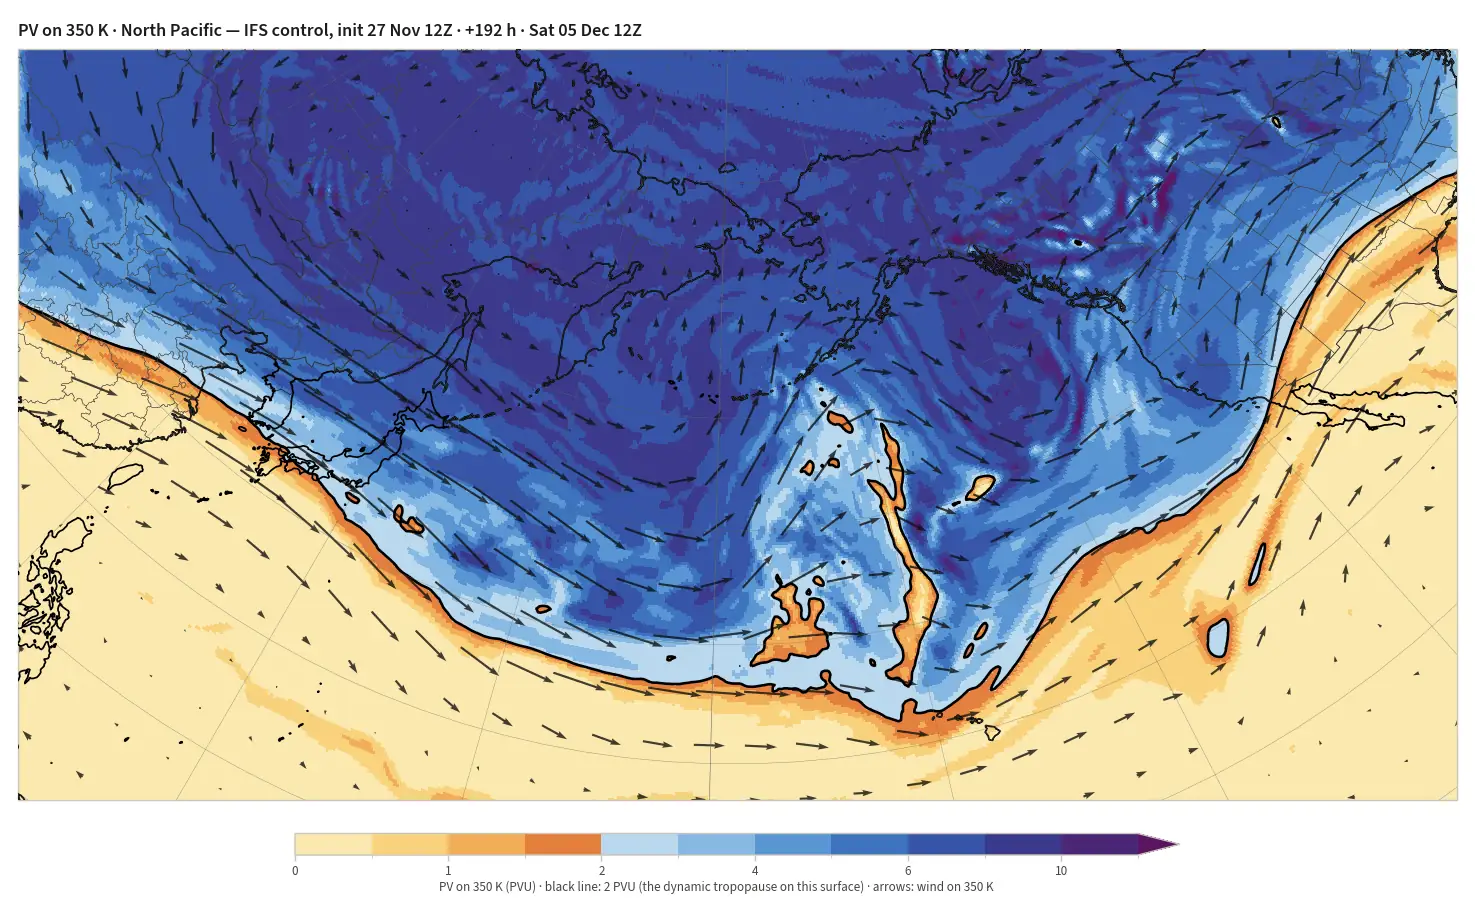 PV on 350 K · North Pacific — IFS control, init 27 Nov 12Z · +192 h · Sat 05 Dec 12Z
0 1 2 4 6 10
PV on 350 K (PVU) · black line: 2 PVU (the dynamic tropopause on this surface) · arrows: wind on 350 K